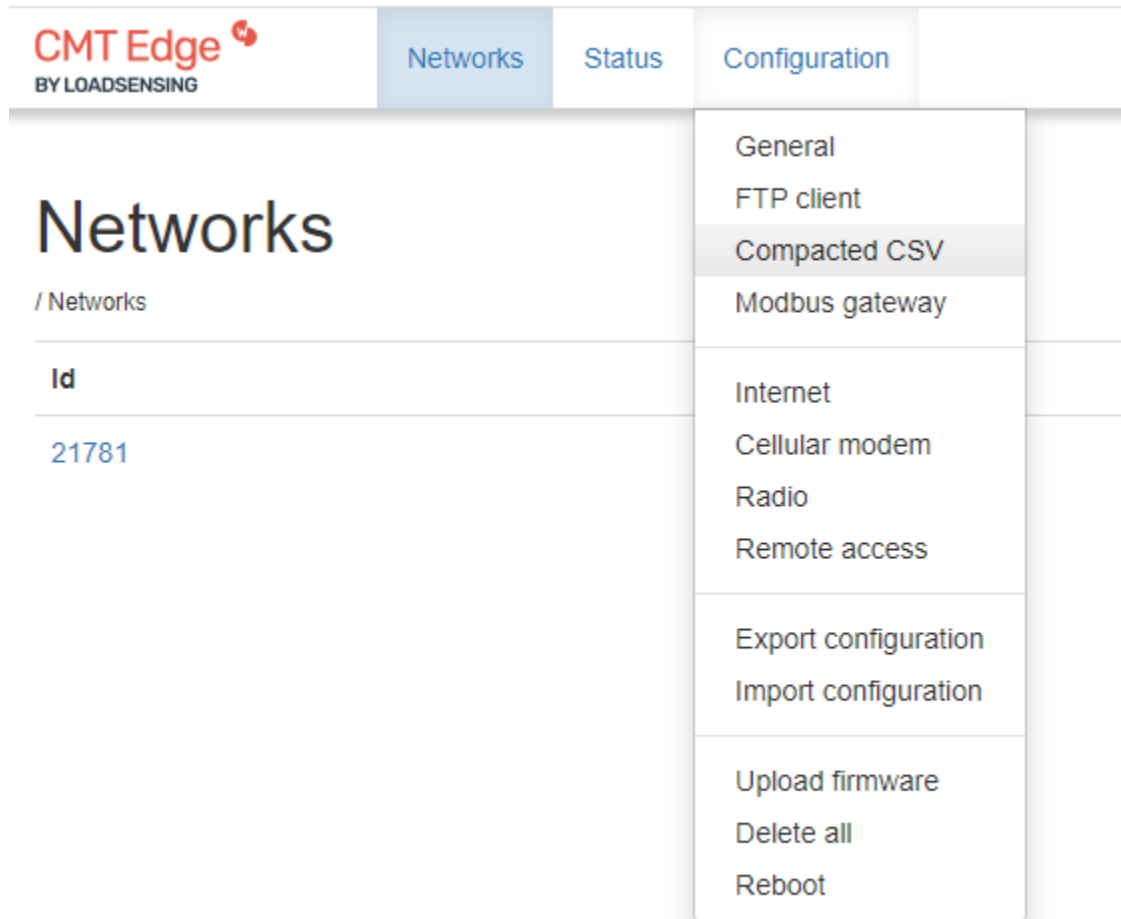 CMT Edge
BY LOADSENSING
Networks Status Configuration
General
FTP client
Compacted CSV
Modbus gateway
Internet
Cellular modem
Radio
Remote access
Export configuration
Import configuration
Upload firmware
Delete all
Reboot
Networks
/ Networks
Id
21781